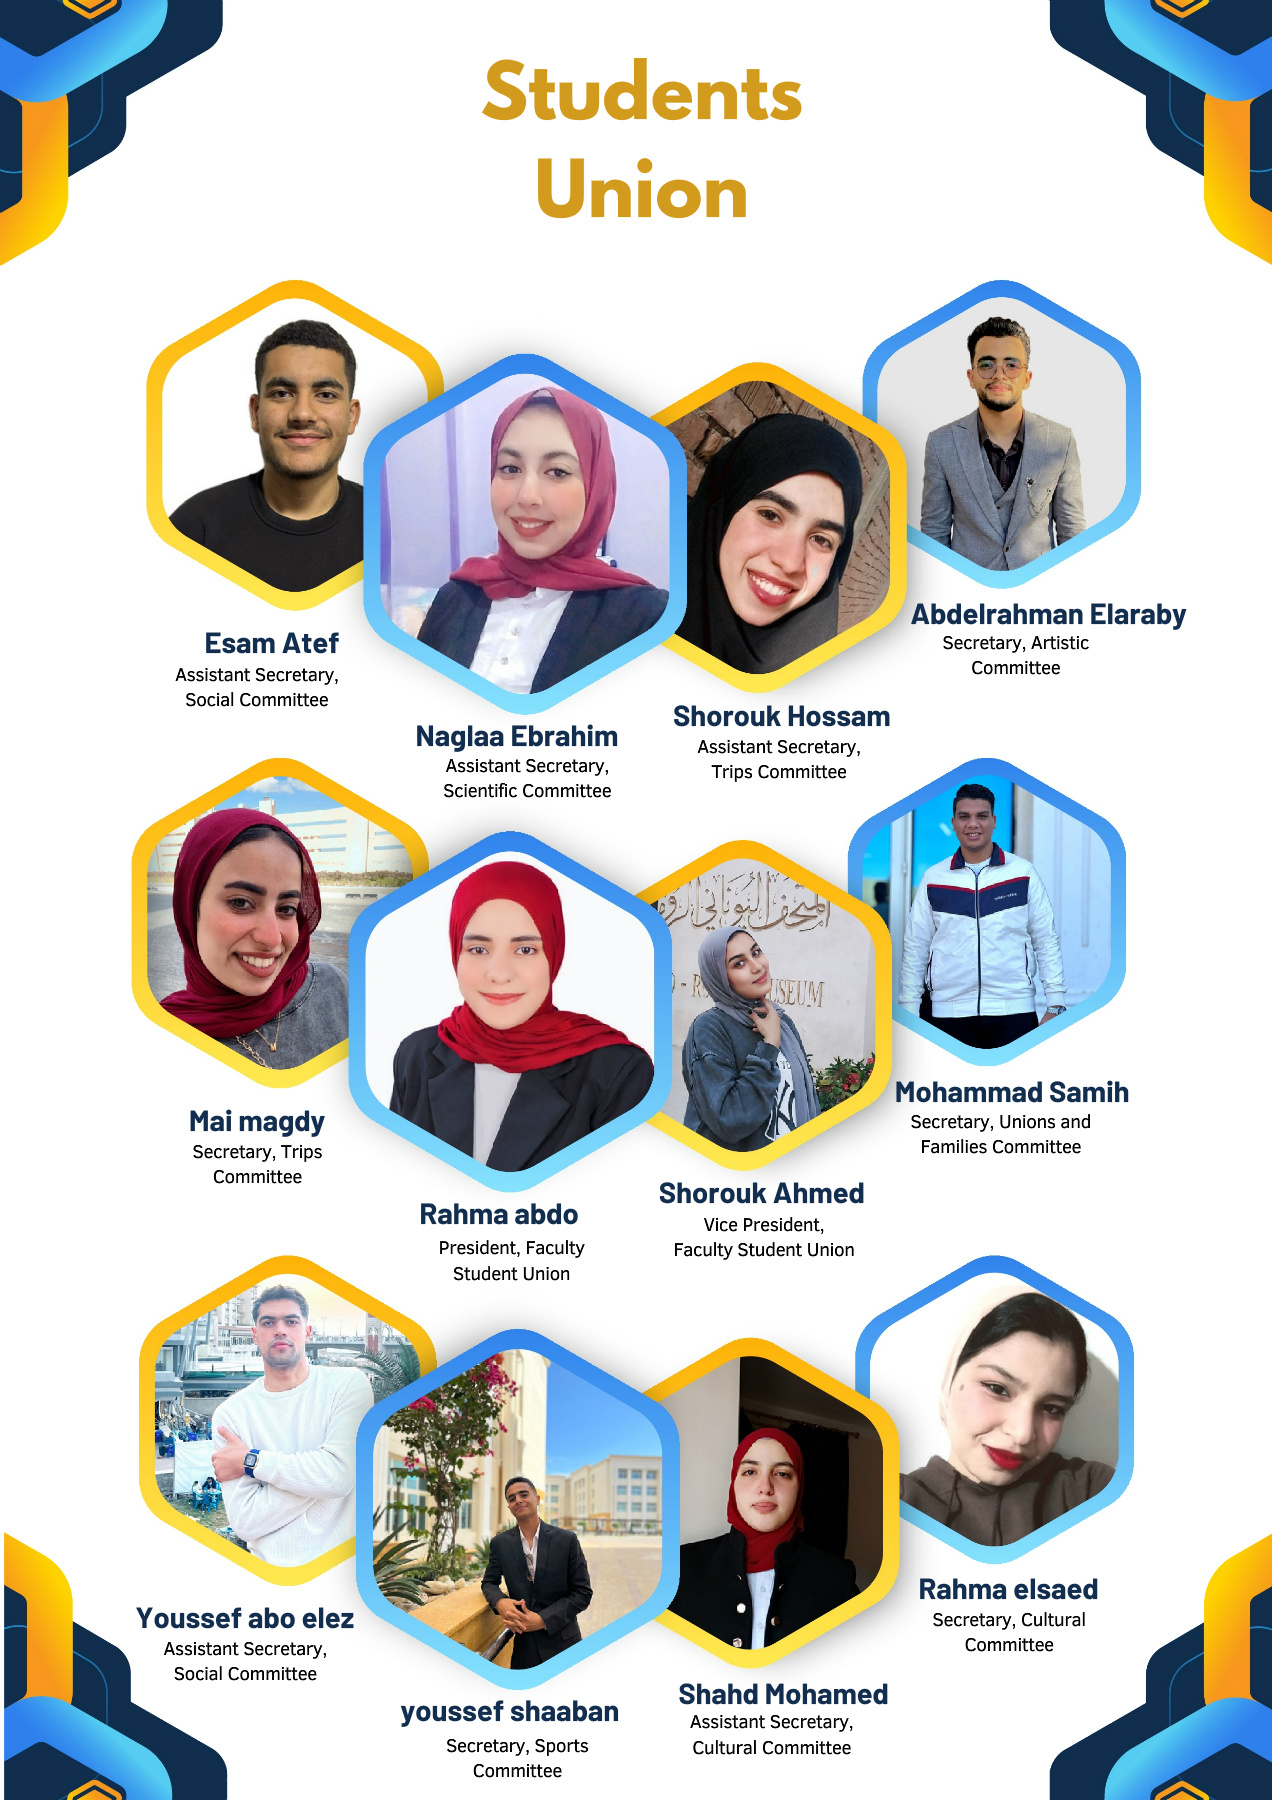 Students
Union
Esam Atef
Assistant Secretary,
Social Committee
Naglaa Ebrahim
Assistant Secretary,
Scientific Committee
Shorouk Hossam
Assistant Secretary,
Trips Committee
Abdelrahman Elaraby
Secretary, Artistic
Committee
المتحف اليوناني
USEUM
Mai magdy
Secretary, Trips
Committee
Rahma abdo
President, Faculty
Student Union
Shorouk Ahmed
Vice President,
Faculty Student Union
Mohammad Samih
Secretary, Unions and
Families Committee
Youssef abo elez
Assistant Secretary,
Social Committee
youssef shaaban
Secretary, Sports
Committee
Shahd Mohamed
Assistant Secretary,
Cultural Committee
Rahma elsaed
Secretary, Cultural
Committee